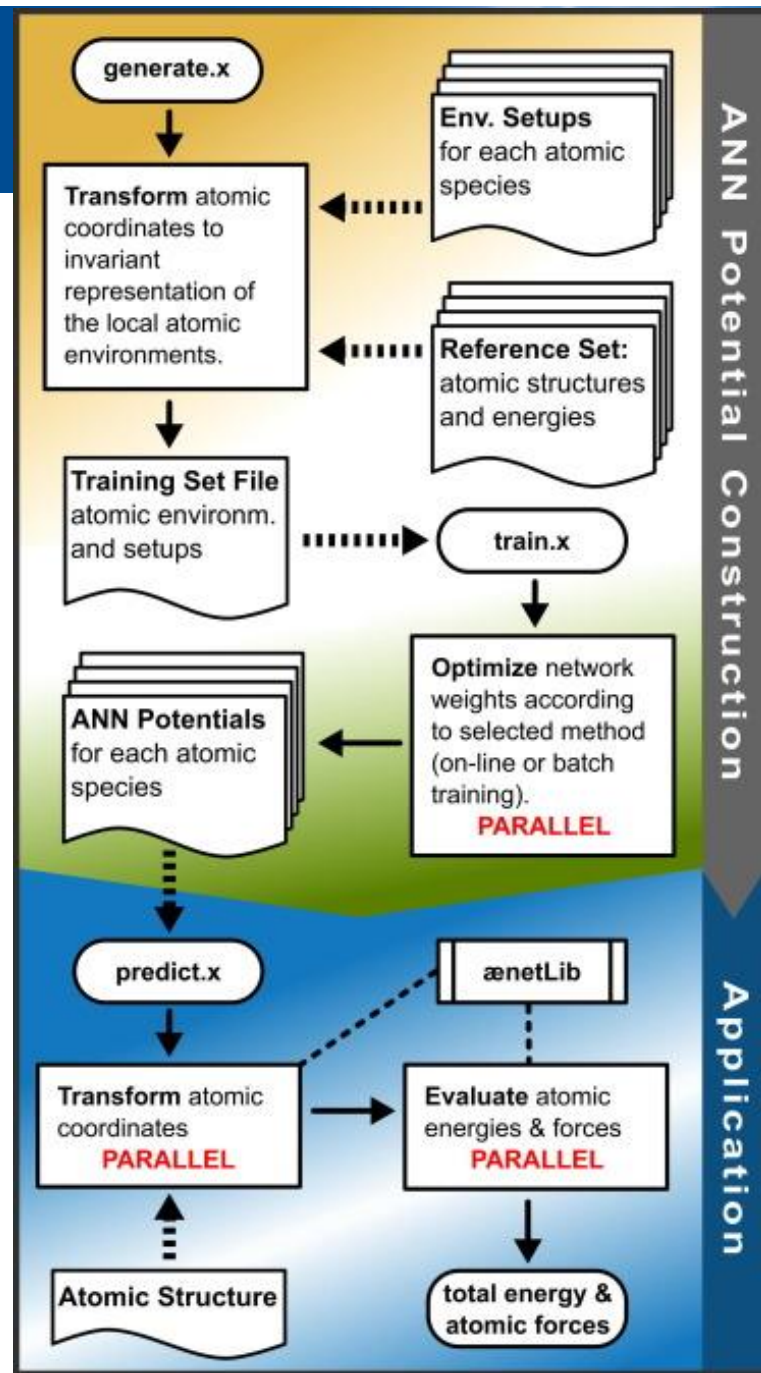 generate.x
Env. Setups
for each atomic
species
Transform atomic
coordinates to
invariant
representation of
the local atomic
environments.
Reference Set:
atomic structures
and energies
Training Set File
atomic environm.
and setups
train.x
Optimize network
weights according
to selected method
(on-line or batch
training).
PARALLEL
ANN Potentials
for each atomic
species
ANN Potential Construction
predict.x
ænetLib
Transform atomic
coordinates
PARALLEL
Evaluate atomic
energies & forces
PARALLEL
Atomic Structure
total energy &
atomic forces
Application